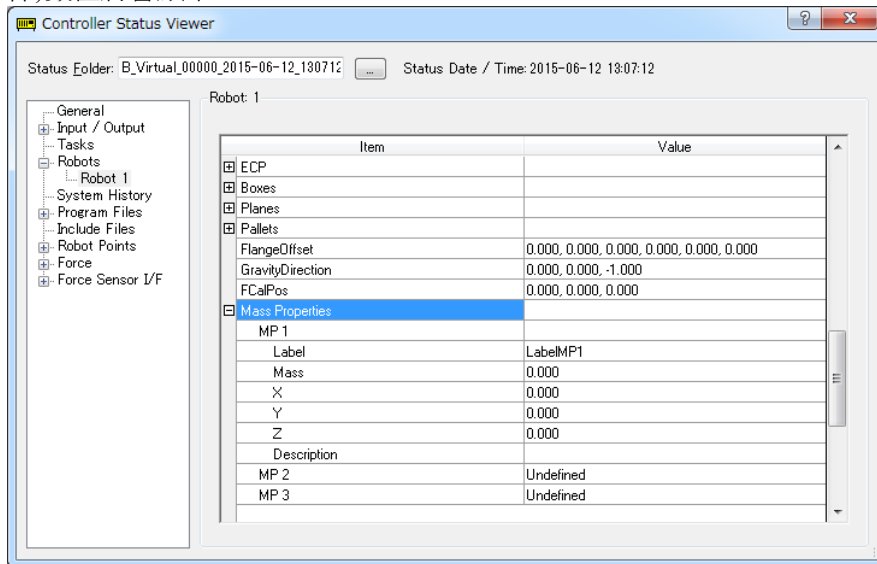 Controller Status Viewer
Status Folder: B_Virtual_00000_2015-06-12_130712 ... Status Date / Time: 2015-06-12 13:07:12
General
Input / Output
Tasks
Robots
Robot 1
System History
Program Files
Include Files
Robot Points
Force
Force Sensor I/F
Robot: 1
Item Value
ECP
Boxes
Planes
Pallets
FlangeOffset 0.000, 0.000, 0.000, 0.000, 0.000, 0.000
GravityDirection 0.000, 0.000, -1.000
FCalPos 0.000, 0.000, 0.000
Mass Properties
MP 1
Label LabelMP1
Mass 0.000
X 0.000
Y 0.000
Z 0.000
Description
MP 2 Undefined
MP 3 Undefined